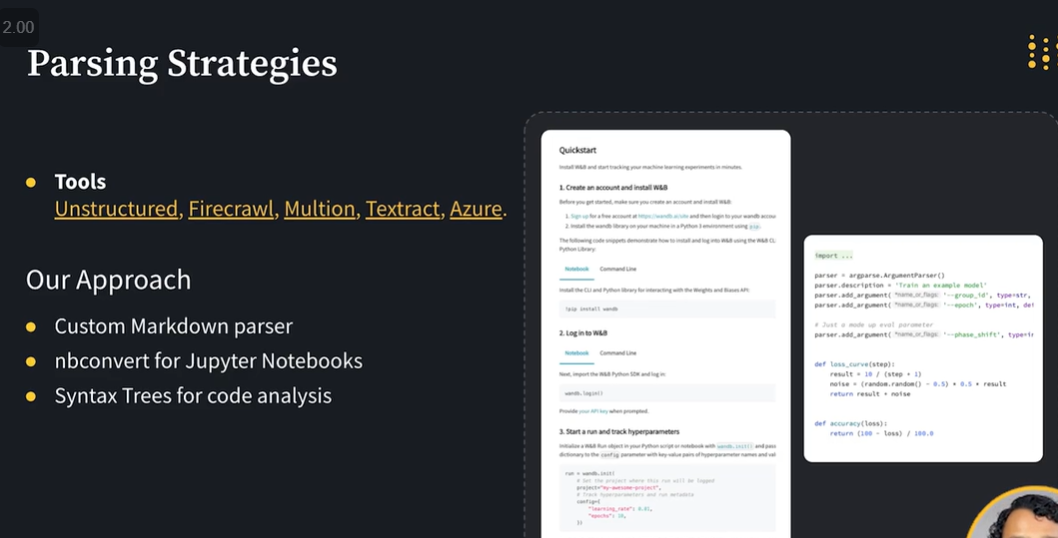 2.00
Parsing Strategies
Tools
Unstructured, Firecrawl, Multion, Textract, Azure.
Our Approach
Custom Markdown parser
nbconvert for Jupyter Notebooks
Syntax Trees for code analysis
Quickstart
Install W&B and start tracking your machine learning experiments in minutes.
1. Create an account and install W&B
Before you get started, make sure you create an account and install W&B:
1. Sign up for a free account at https://wandb.ai/site and then login to your wandb accou
2. Install the wandb library on your machine in a Python 3 environment using pip.
The following code snippets demonstrate how to install and log into W&B using the W&B CL
Python Library:
Notebook Command Line
Install the CLI and Python library for interacting with the Weights and Biases API:
!pip install wandb
2. Log in to W&B
Notebook Command Line
Next, import the W&B Python SDK and log in:
wandb.login()
Provide your API key when prompted.
3. Start a run and track hyperparameters
Initialize a W&B Run object in your Python script or notebook with wandb.init() and pass
dictionary to the config parameter with key-value pairs of hyperparameter names and val
run = wandb.init(
# Set the project where this run will be logged
project="my-awesome-project",
# Track hyperparameters and run metadata
config={
"learning_rate": 0.01,
"epochs": 10,
})
import ...
parser = argparse.ArgumentParser()
parser.description = 'Train an example model'
parser.add_argument( *name_or_flags: '--group_id', type=str,
parser.add_argument( *name_or_flags: '--epoch', type=int, def
# Just a made up eval parameter
parser.add_argument( *name_or_flags: '--phase_shift', type=in
def loss_curve(step):
result = 10 / (step + 1)
noise = (random.random() - 0.5) * 0.5 * result
return result + noise
def accuracy(loss):
return (100 - loss) / 100.0